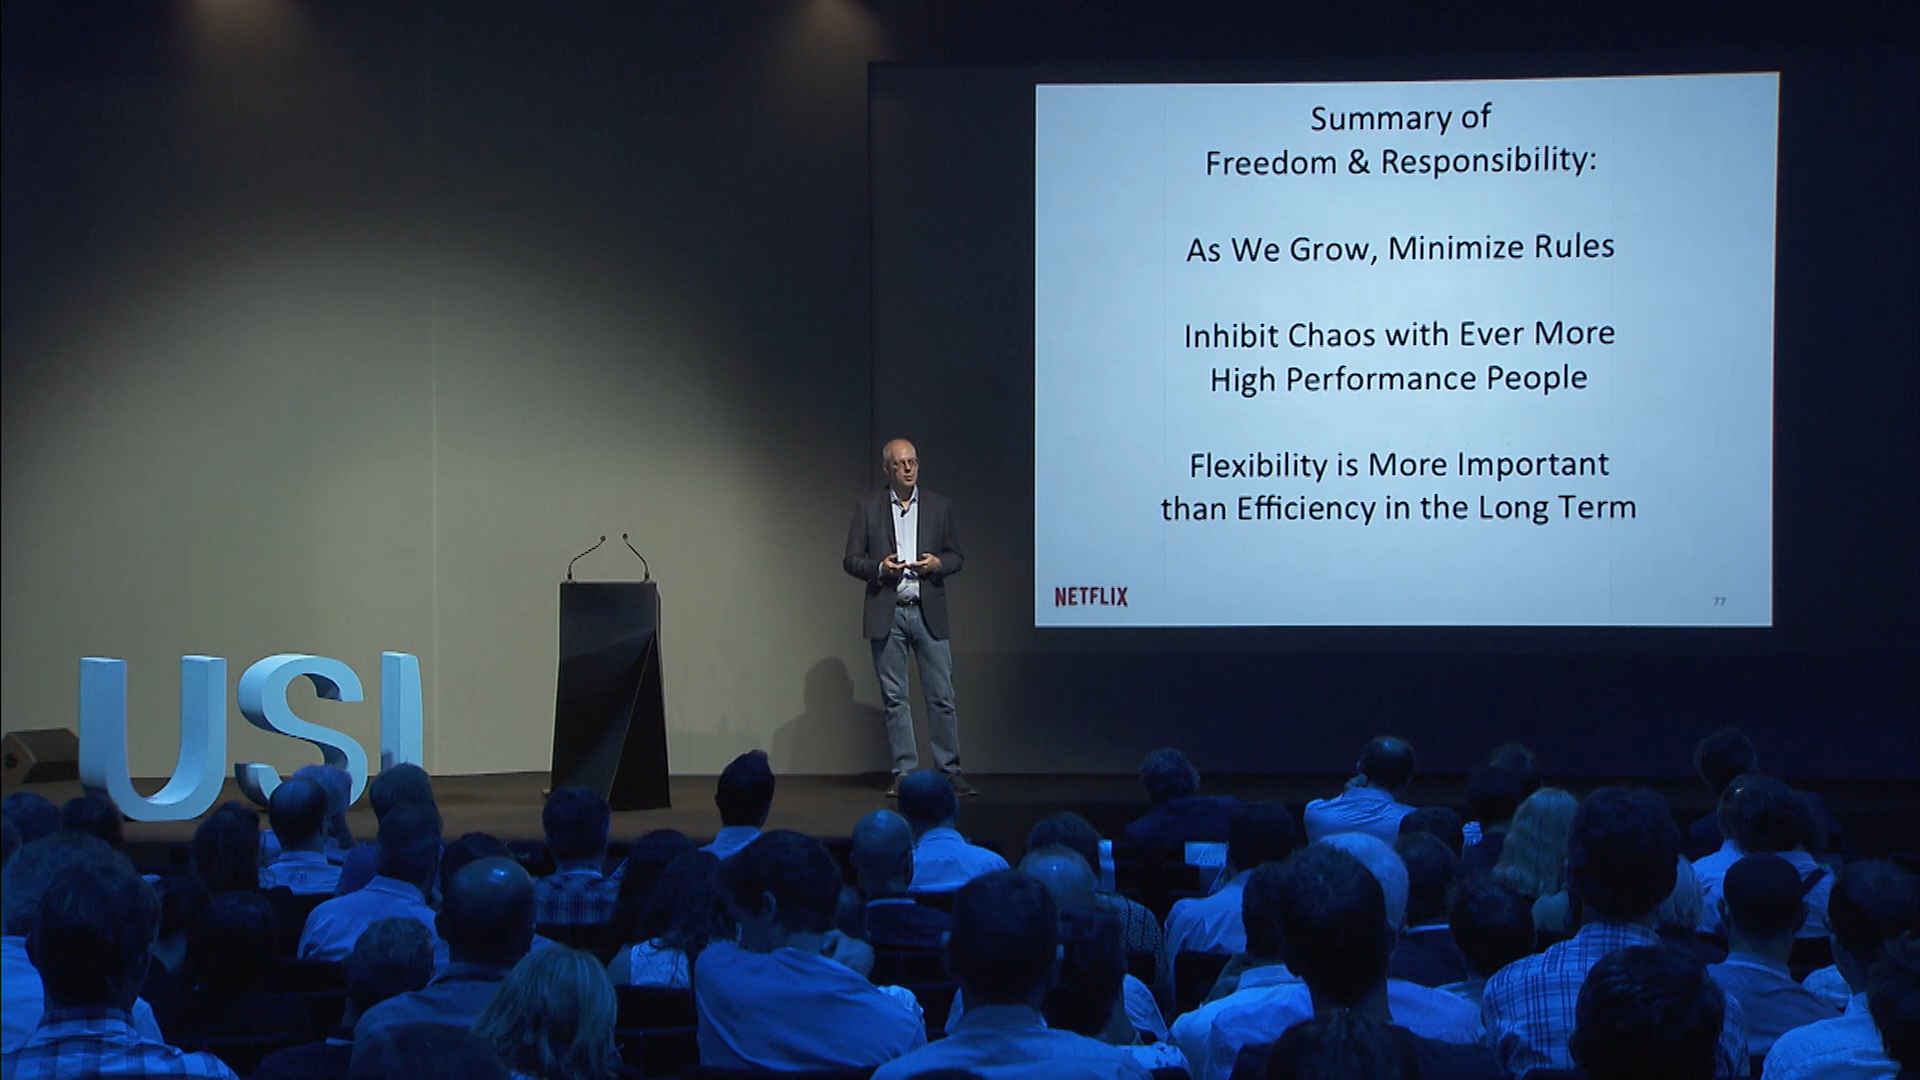 Summary of
Freedom & Responsibility:
As We Grow, Minimize Rules
Inhibit Chaos with Ever More
High Performance People
Flexibility is More Important
than Efficiency in the Long Term
NETFLIX
77
USI